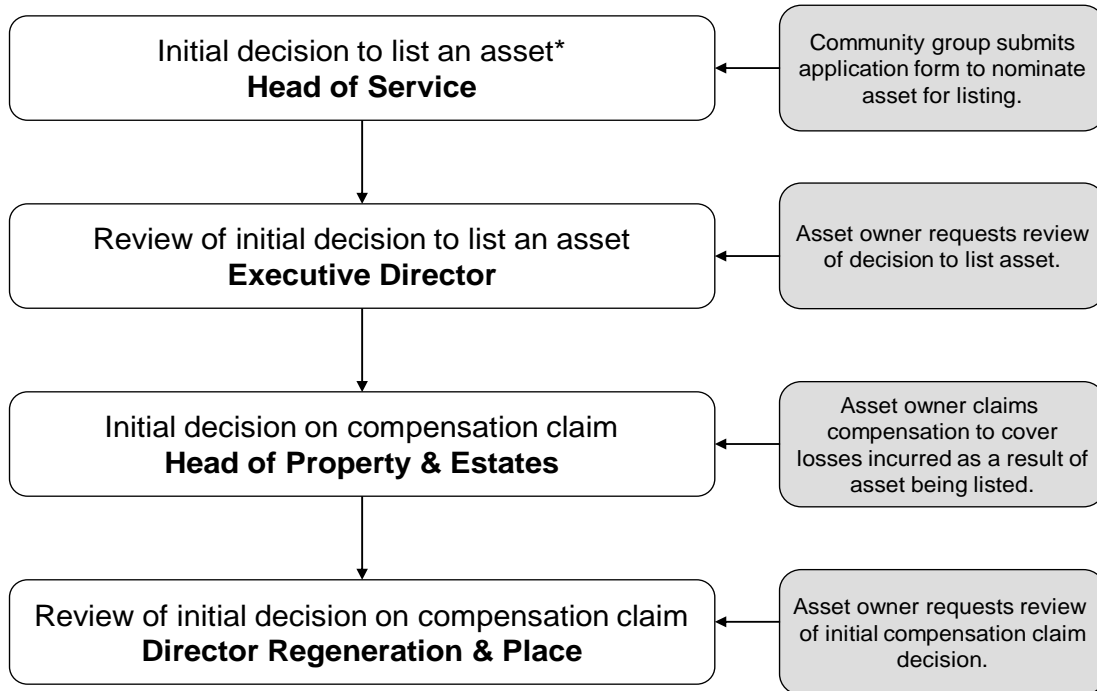 Initial decision to list an asset*
Head of Service
Community group submits
application form to nominate
asset for listing.
Review of initial decision to list an asset
Executive Director
Asset owner requests review
of decision to list asset.
Initial decision on compensation claim
Head of Property & Estates
Asset owner claims
compensation to cover
losses incurred as a result of
asset being listed.
Review of initial decision on compensation claim
Director Regeneration & Place
Asset owner requests review
of initial compensation claim
decision.